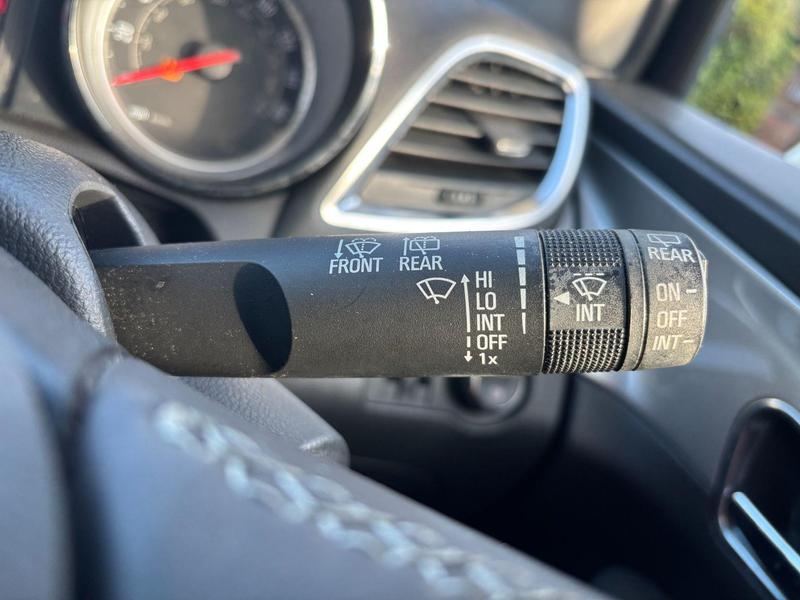 FRONT
REAR
HI
LO
INT
OFF
1x
INT
REAR
ON
OFF
INT